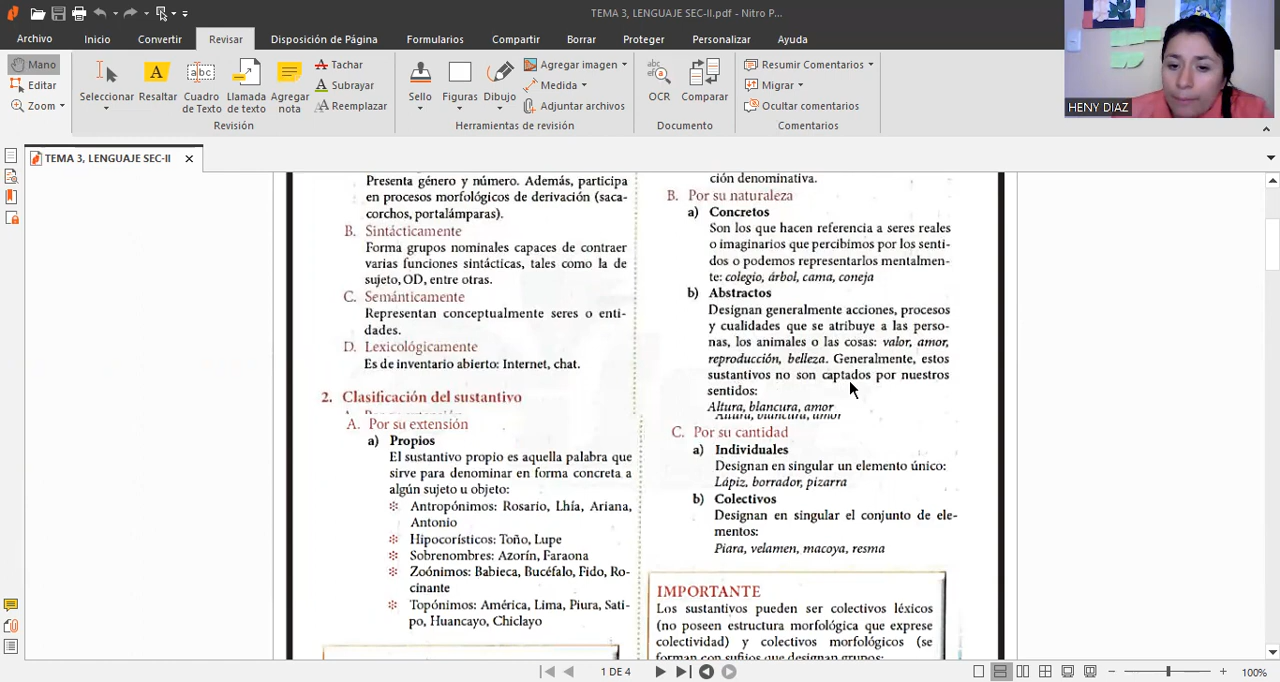 TEMA 3, LENGUAJE SEC-II.pdf - Nitro P...
Archivo
Inicio
Convertir
Revisar
Disposición de Página
Formularios
Compartir
Borrar
Proteger
Personalizar
Ayuda
Mano
Editar
Zoom
Seleccionar
A
Resaltar
abc
Cuadro
de Texto
Llamada
de texto
Agregar
nota
Tachar
Subrayar
Reemplazar
Revisión
Sello
Figuras
Dibujo
Agregar imagen
Medida
Adjuntar archivos
Herramientas de revisión
OCR
Comparar
Documento
Resumir Comentarios
Migrar
Ocultar comentarios
Comentarios
HENY DIAZ
TEMA 3, LENGUAJE SEC-II
Presenta género y número. Además, participa
en procesos morfológicos de derivación (saca-
corchos, portalámparas).
B. Sintácticamente
Forma grupos nominales capaces de contraer
varias funciones sintácticas, tales como la de
sujeto, OD, entre otras.
C. Semánticamente
Representan conceptualmente seres o enti-
dades.
D. Lexicológicamente
Es de inventario abierto: Internet, chat.
2. Clasificación del sustantivo
A. Por su extensión
a) Propios
El sustantivo propio es aquella palabra que
sirve para denominar en forma concreta a
algún sujeto u objeto:
Antropónimos: Rosario, Lhía, Ariana,
Antonio
Hipocorísticos: Toño, Lupe
Sobrenombres: Azorín, Faraona
Zoónimos: Babieca, Bucéfalo, Fido, Ro-
cinante
Topónimos: América, Lima, Piura, Sati-
po, Huancayo, Chiclayo
ción denominativa.
B. Por su naturaleza
a) Concretos
Son los que hacen referencia a seres reales
o imaginarios que percibimos por los senti-
dos o podemos representarlos mentalmen-
te: colegio, árbol, cama, coneja
b) Abstractos
Designan generalmente acciones, procesos
y cualidades que se atribuye a las perso-
nas, los animales o las cosas: valor, amor,
reproducción, belleza. Generalmente, estos
sustantivos no son captados por nuestros
sentidos:
Altura, blancura, amor
Altura, blancura, amor
C. Por su cantidad
a) Individuales
Designan en singular un elemento único:
Lápiz, borrador, pizarra
b) Colectivos
Designan en singular el conjunto de ele-
mentos:
Piara, velamen, macoya, resma
IMPORTANTE
Los sustantivos pueden ser colectivos léxicos
(no poseen estructura morfológica que exprese
colectividad) y colectivos morfológicos (se
forman con sufijos que designan grupos:
1 DE 4
100%